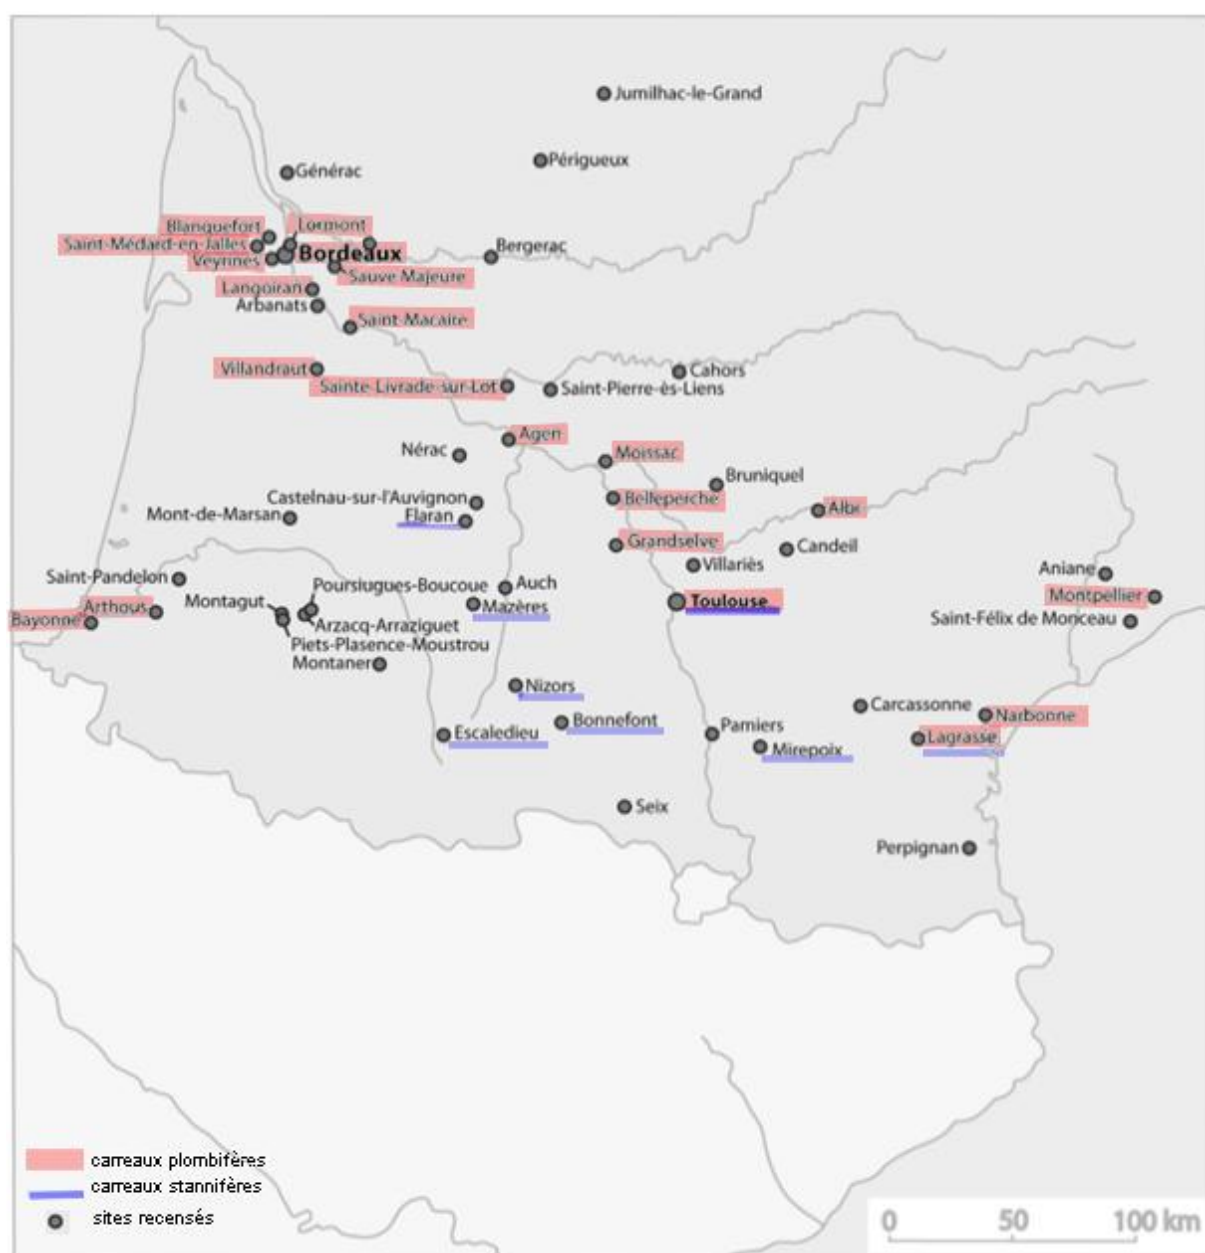 Jumilhac-le-Grand
Périgueux
Générac
Blanquefort
Lormont
Saint-Médard-en-Jalles
Bordeaux
Bergerac
Veyrines
Sauve Majeure
Langoiran
Arbanats
Saint-Macaire
Villandraut
Cahors
Sainte-Livrade-sur-Lot
Saint-Pierre-ès-Liens
Agen
Nérac
Moissac
Bruniquel
Castelnau-sur-l'Auvignon
Belleperche
Mont-de-Marsan
Flaran
Albi
Grandselve
Candeil
Villariès
Aniane
Saint-Pandelon
Poursiugues-Boucoue
Auch
Montpellier
Montagut
Mazères
Toulouse
Arthous
Bayonne
Arzacq-Arraziguet
Saint-Félix de Monceau
Piets-Plasence-Moustrou
Montaner
Nizors
Carcassonne
Narbonne
Bonnefont
Pamiers
Escaledieu
Lagrasse
Mirepoix
Seix
Perpignan
carreaux plombifères
carreaux stannifères
sites recensés
0 50 100 km